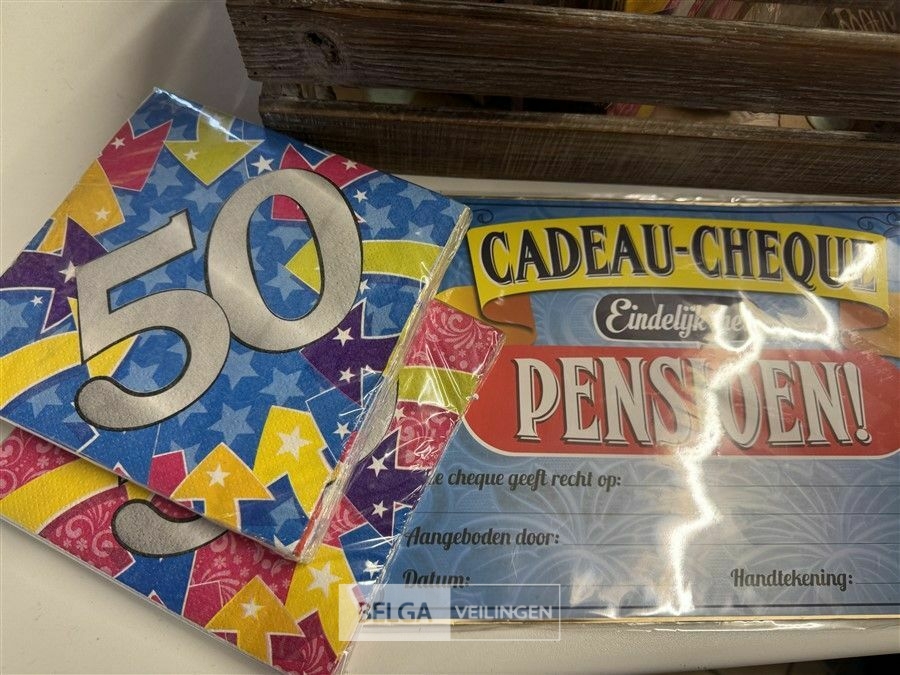 50
CADEAU-CHEQUE
Eindelijk
PENSIOEN!
cheque geeft recht op:
Aangeboden door:
Datum:
Handtekening:
BELGA VEILINGEN